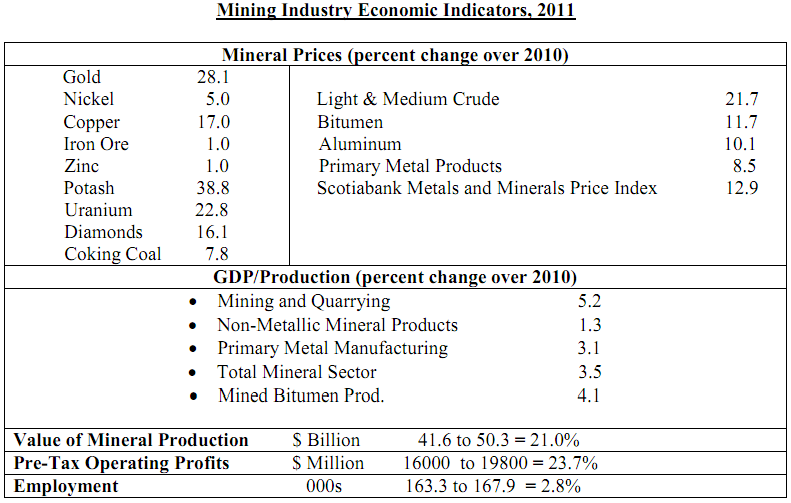 Mining Industry Economic Indicators, 2011
Mineral Prices (percent change over 2010)
Gold 28.1
Nickel 5.0
Copper 17.0
Iron Ore 1.0
Zinc 1.0
Potash 38.8
Uranium 22.8
Diamonds 16.1
Coking Coal 7.8
Light & Medium Crude 21.7
Bitumen 11.7
Aluminum 10.1
Primary Metal Products 8.5
Scotiabank Metals and Minerals Price Index 12.9
GDP/Production (percent change over 2010)
• Mining and Quarrying 5.2
• Non-Metallic Mineral Products 1.3
• Primary Metal Manufacturing 3.1
• Total Mineral Sector 3.5
• Mined Bitumen Prod. 4.1
Value of Mineral Production $ Billion 41.6 to 50.3 = 21.0%
Pre-Tax Operating Profits $ Million 16000 to 19800 = 23.7%
Employment 000s 163.3 to 167.9 = 2.8%